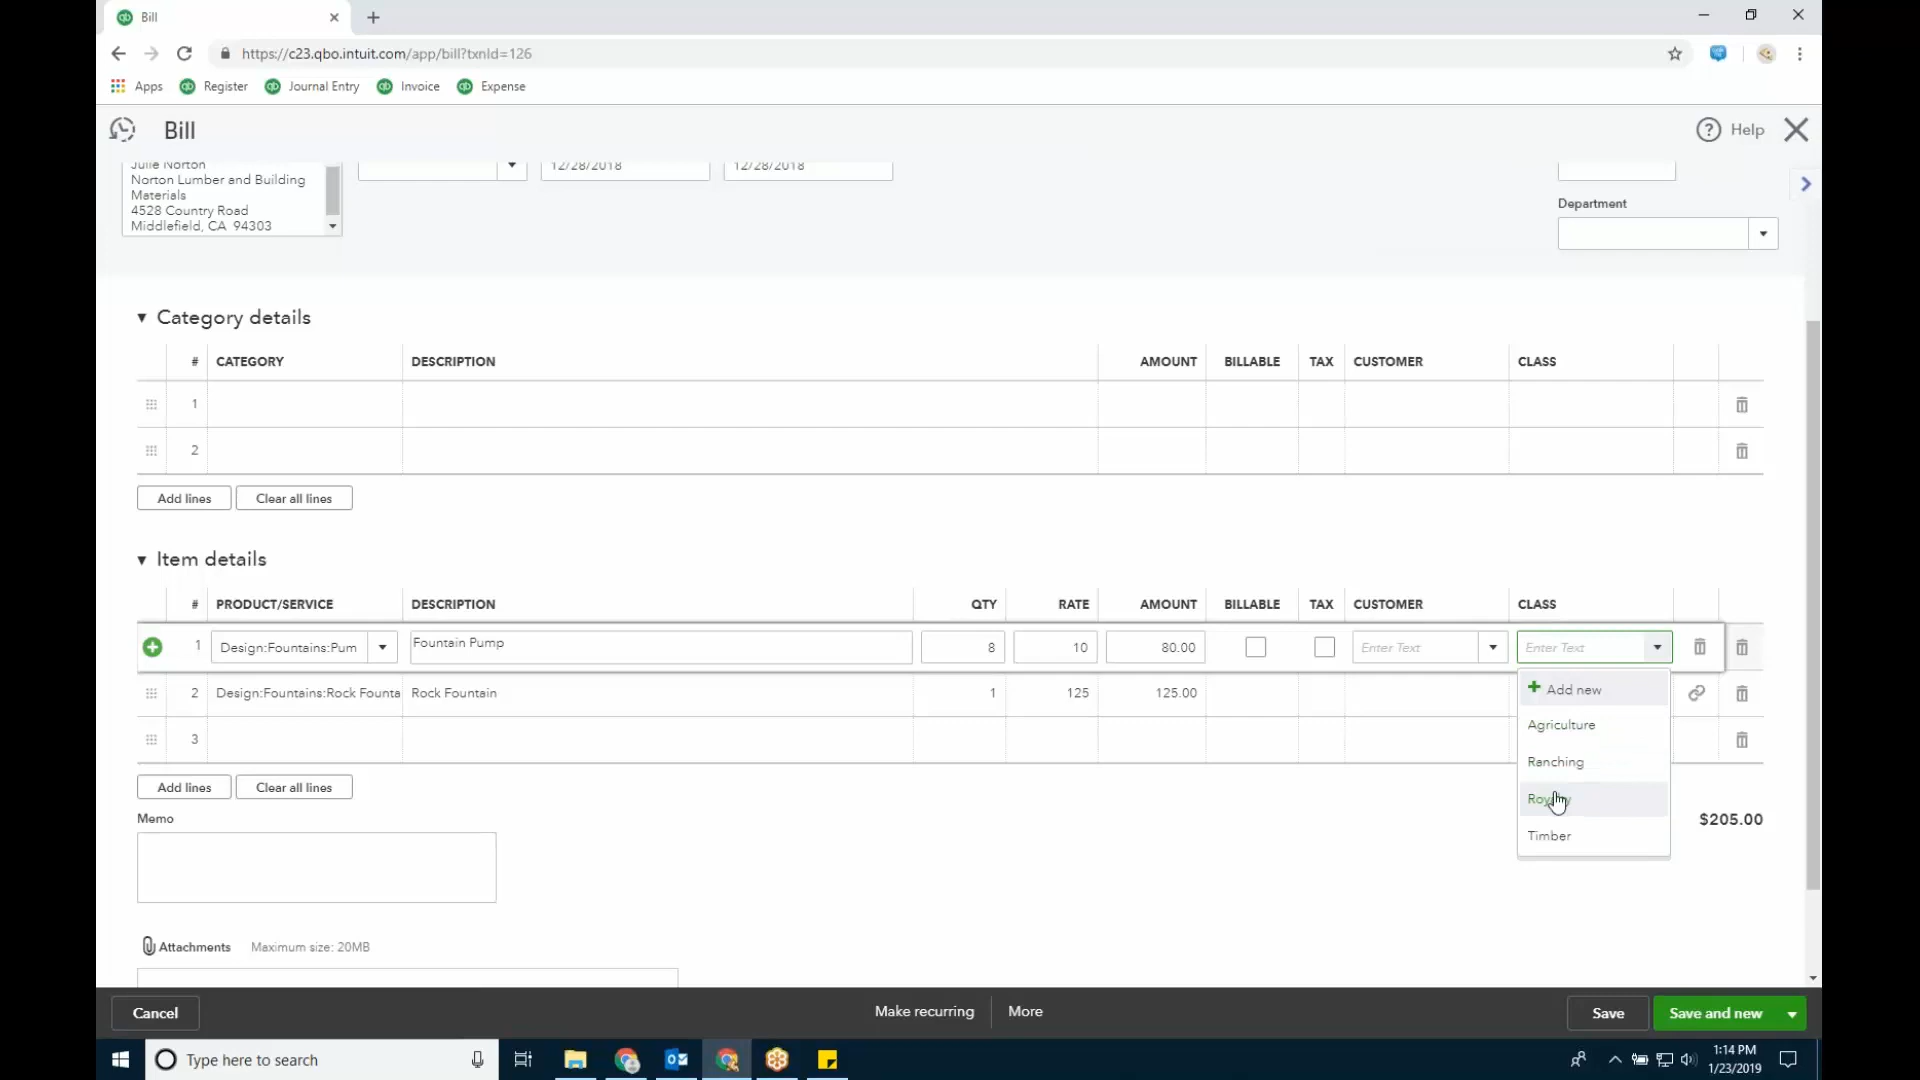 Bill
https://c23.qbo.intuit.com/app/bill?txnId=126
Apps Register Journal Entry Invoice Expense
Bill
Help
Julie Norton
Norton Lumber and Building
Materials
4528 Country Road
Middlefield, CA 94303
12/28/2018
12/28/2018
Department
Category details
# CATEGORY DESCRIPTION AMOUNT BILLABLE TAX CUSTOMER CLASS
1
2
Add lines Clear all lines
Item details
# PRODUCT/SERVICE DESCRIPTION QTY RATE AMOUNT BILLABLE TAX CUSTOMER CLASS
1 Design:Fountains:Pum Fountain Pump 8 10 80.00 Enter Text Enter Text
2 Design:Fountains:Rock Founta Rock Fountain 1 125 125.00
3
Add new
Agriculture
Ranching
Timber
Add lines Clear all lines
$205.00
Memo
Attachments Maximum size: 20MB
Cancel Make recurring More Save Save and new
Type here to search
1:14 PM
1/23/2019